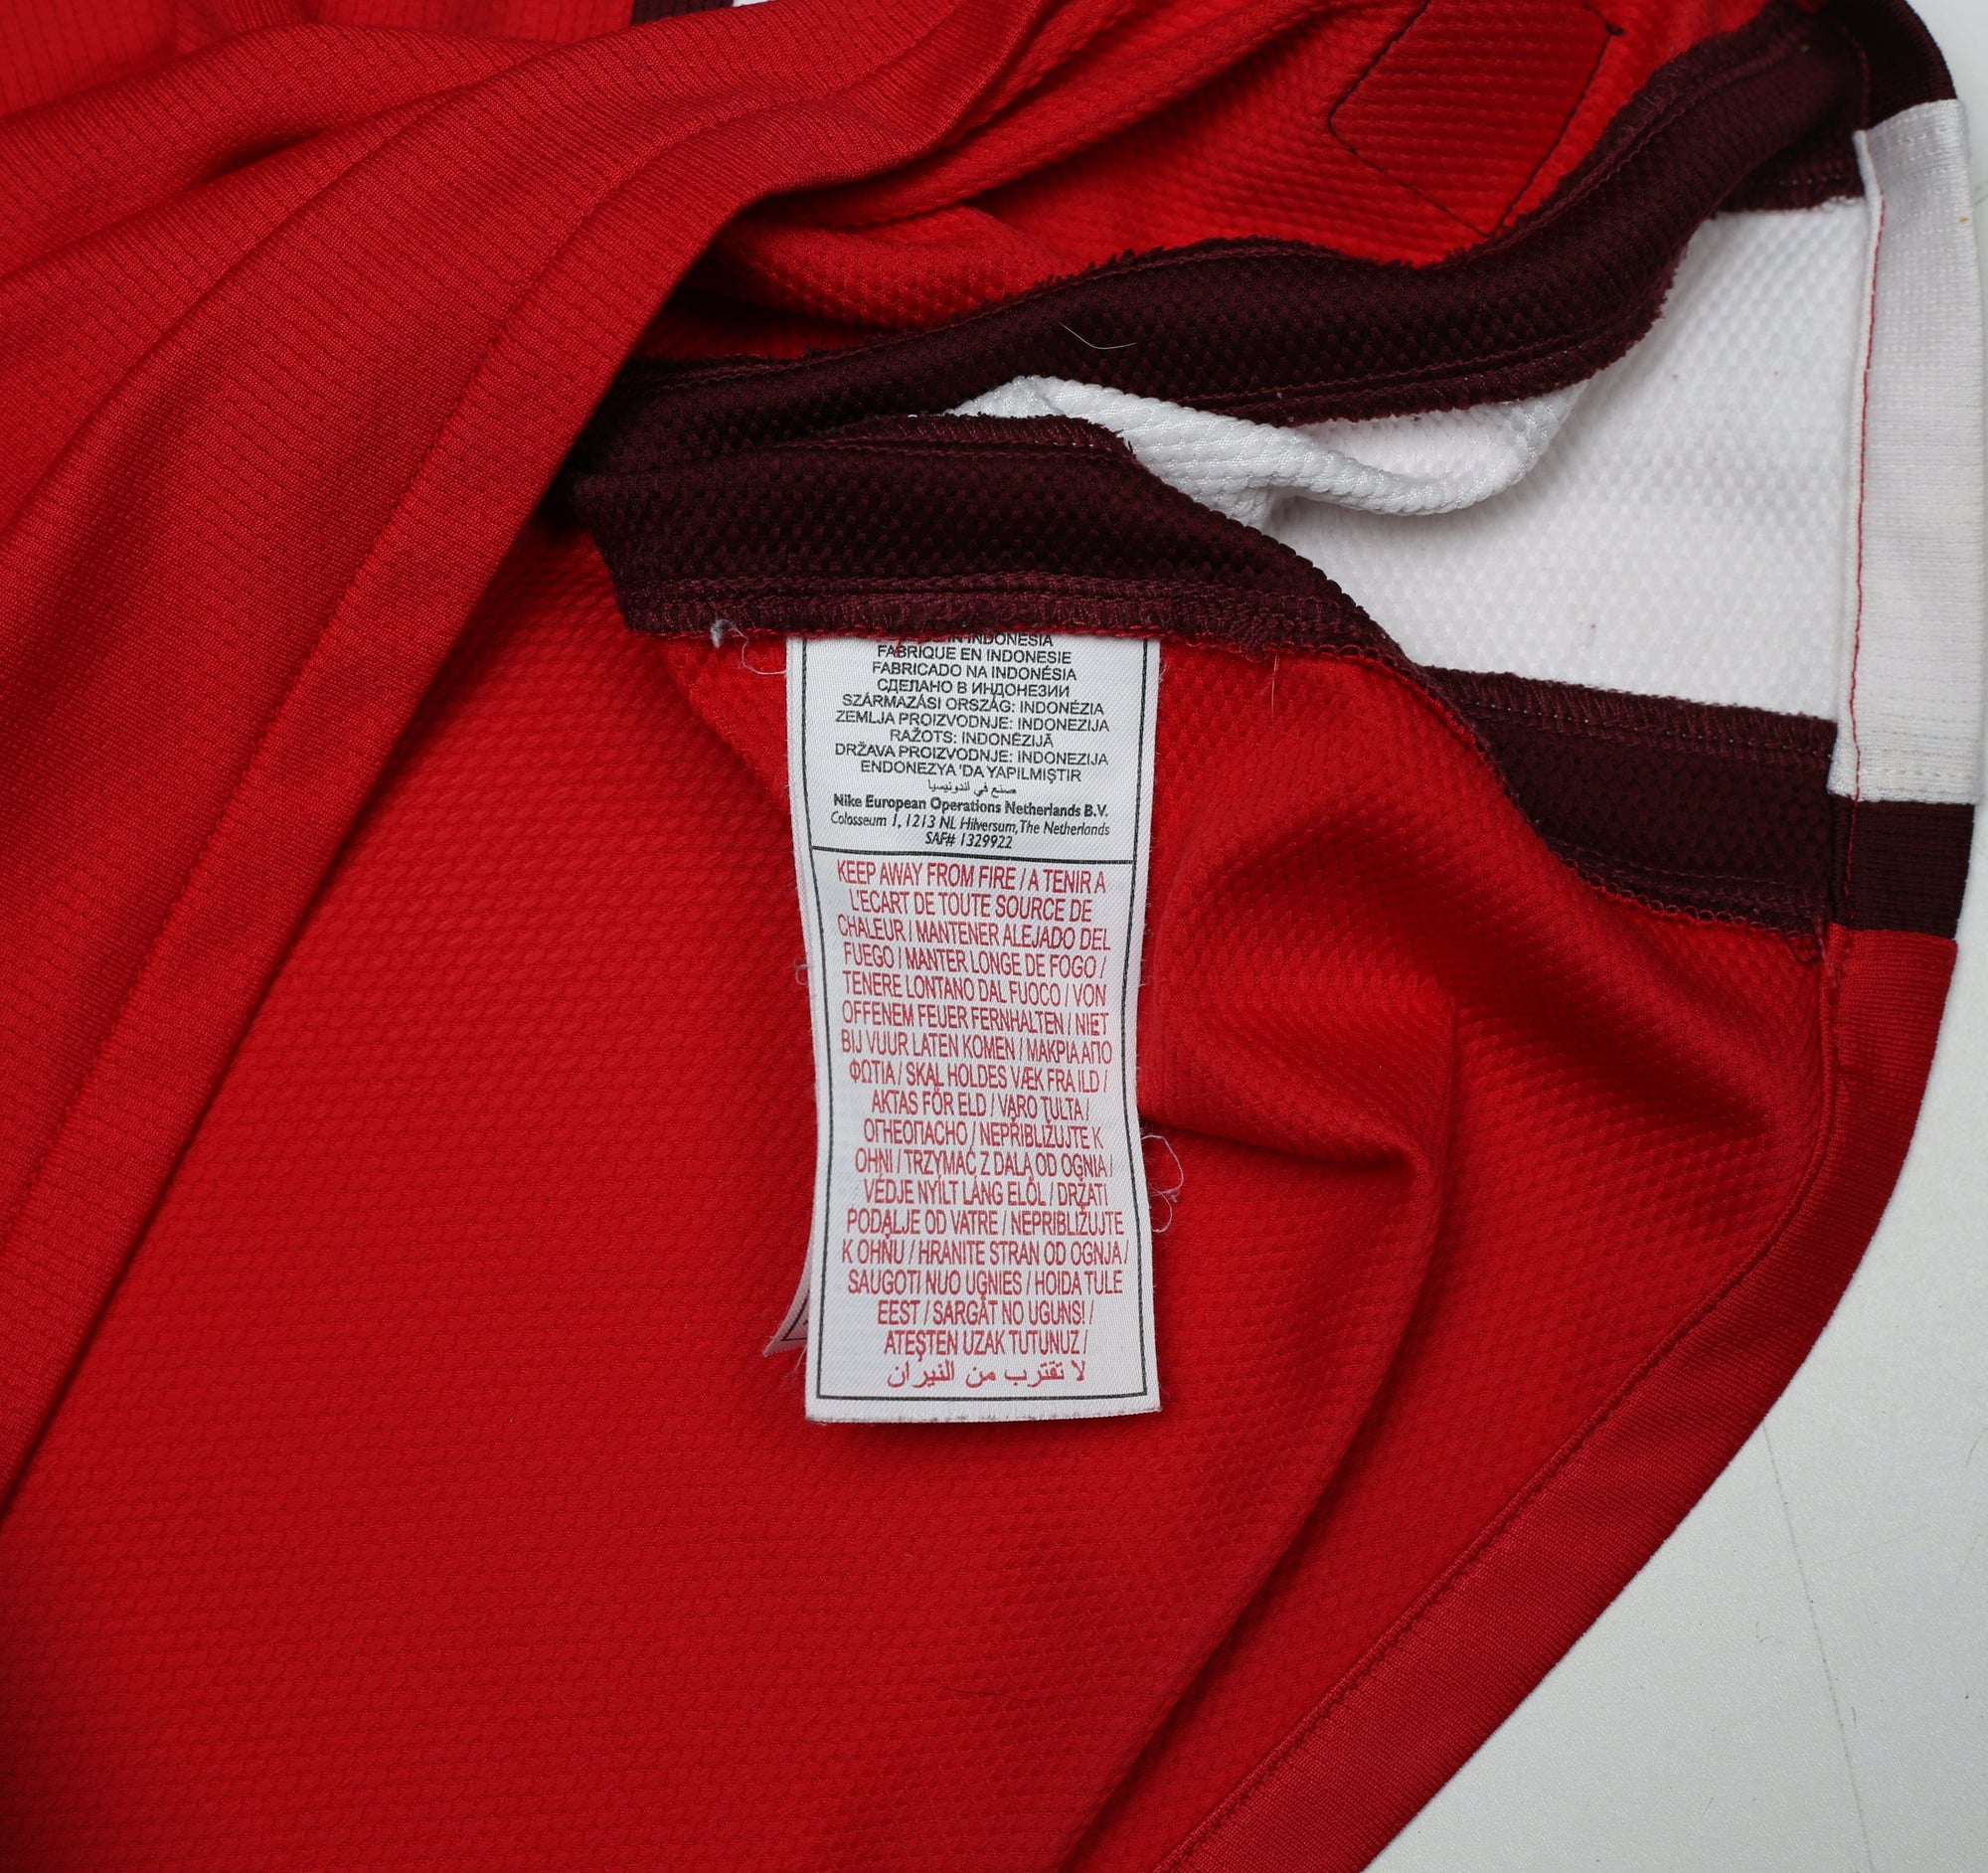 IN INDONESIA
FABRIQUE EN INDONESIE
FABRICADO NA INDONÉSIA
СДЕЛАНО В ИНДОНЕЗИИ
SZÁRMAZÁSI ORSZÁG: INDONÉZIA
ZEMLJA PROIZVODNJE: INDONEZIJA
RAŽOTS: INDONĒZIJĀ
DRŽAVA PROIZVODNJE: INDONEZIJA
ENDONEZYA 'DA YAPILMIŞTIR
صنع في اندونيسيا
Nike European Operations Netherlands B.V.
Colosseum 1, 1213 NL Hilversum, The Netherlands
SAF# 1329922
KEEP AWAY FROM FIRE / A TENIR A
L'ECART DE TOUTE SOURCE DE
CHALEUR / MANTENER ALEJADO DEL
FUEGO / MANTER LONGE DE FOGO /
TENERE LONTANO DAL FUOCO / VON
OFFENEM FEUER FERNHALTEN / NIET
BIJ VUUR LATEN KOMEN / ΜΑΚΡΙΑ ΑΠΟ
ΦΩΤΙΑ / SKAL HOLDES VÆK FRA ILD /
AKTAS FÖR ELD / VARO TULTA /
ОГНЕОПАСНО / NEPŘIBLIŽUJTE K
OHNI / TRZYMAĆ Z DALA OD OGNIA /
VÉDJE NYÍLT LÁNG ELŐL / DRŽATI
PODALJE OD VATRE / NEPRIBLIŽUJTE
K OHŇU / HRANITE STRAN OD OGNJA /
SAUGOTI NUO UGNIES / HOIDA TULE
EEST / SARGĀT NO UGUNS! /
ATEŞTEN UZAK TUTUNUZ /
لا تقترب من النيران